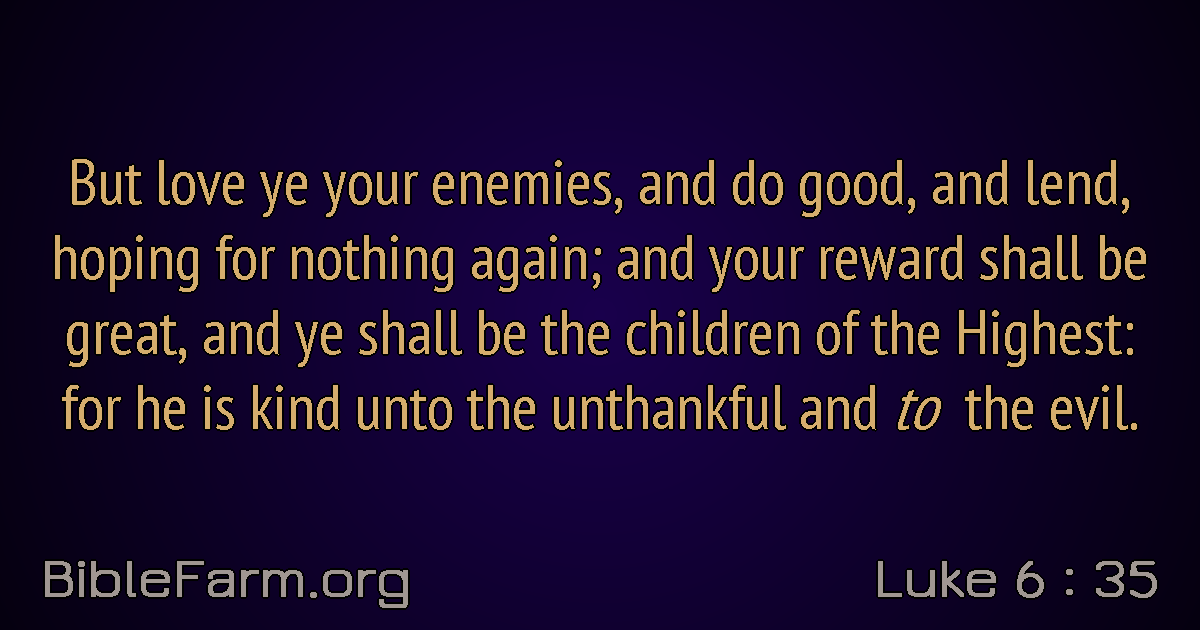 But love ye your enemies, and do good, and lend,
hoping for nothing again; and your reward shall be
great, and ye shall be the children of the Highest:
for he is kind unto the unthankful and to the evil.
BibleFarm.org
Luke 6 : 35